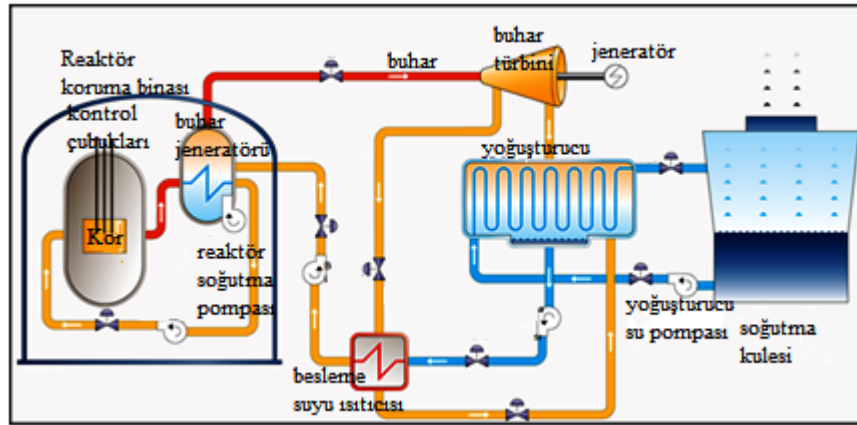 Reaktör
koruma binası
kontrol
çubukları
Kor
buhar
jeneratörü
reaktör
soğutma
pompası
buhar
buhar
türbini
jeneratör
yoğuşturucu
besleme
suyu ısıtıcısı
yoğuşturucu
su pompası
soğutma
kulesi